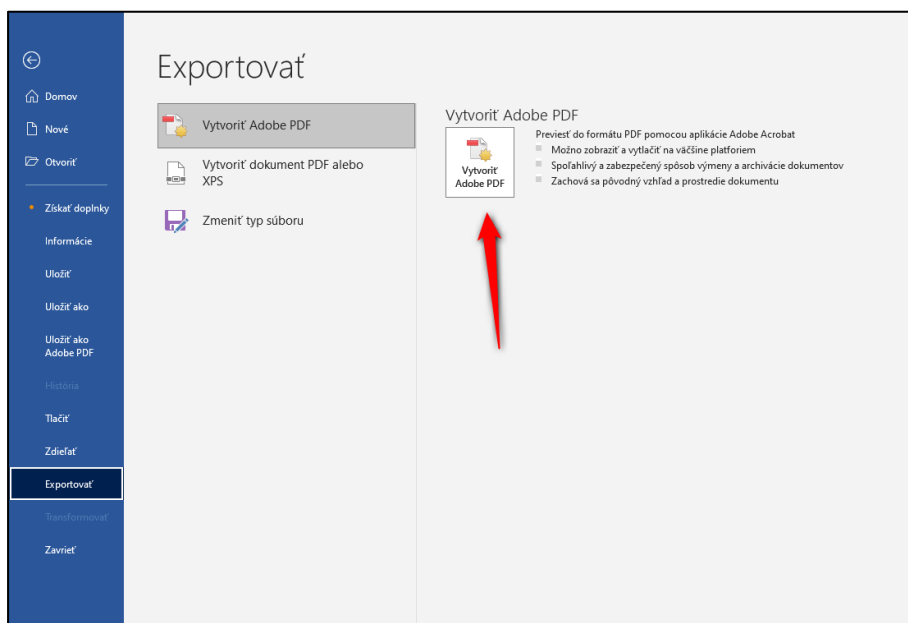 Exportovať
Domov
Nové
Otvoriť
Získať doplnky
Informácie
Uložiť
Uložiť ako
Uložiť ako
Adobe PDF
História
Tlačiť
Zdieľať
Exportovať
Transformovať
Zavrieť
Vytvoriť Adobe PDF
Vytvoriť dokument PDF alebo
XPS
Zmeniť typ súboru
Vytvoriť Adobe PDF
Vytvoriť
Adobe PDF
Previesť do formátu PDF pomocou aplikácie Adobe Acrobat
Možno zobraziť a vytlačiť na väčšine platforiem
Spoľahlivý a zabezpečený spôsob výmeny a archivácie dokumentov
Zachová sa pôvodný vzhľad a prostredie dokumentu